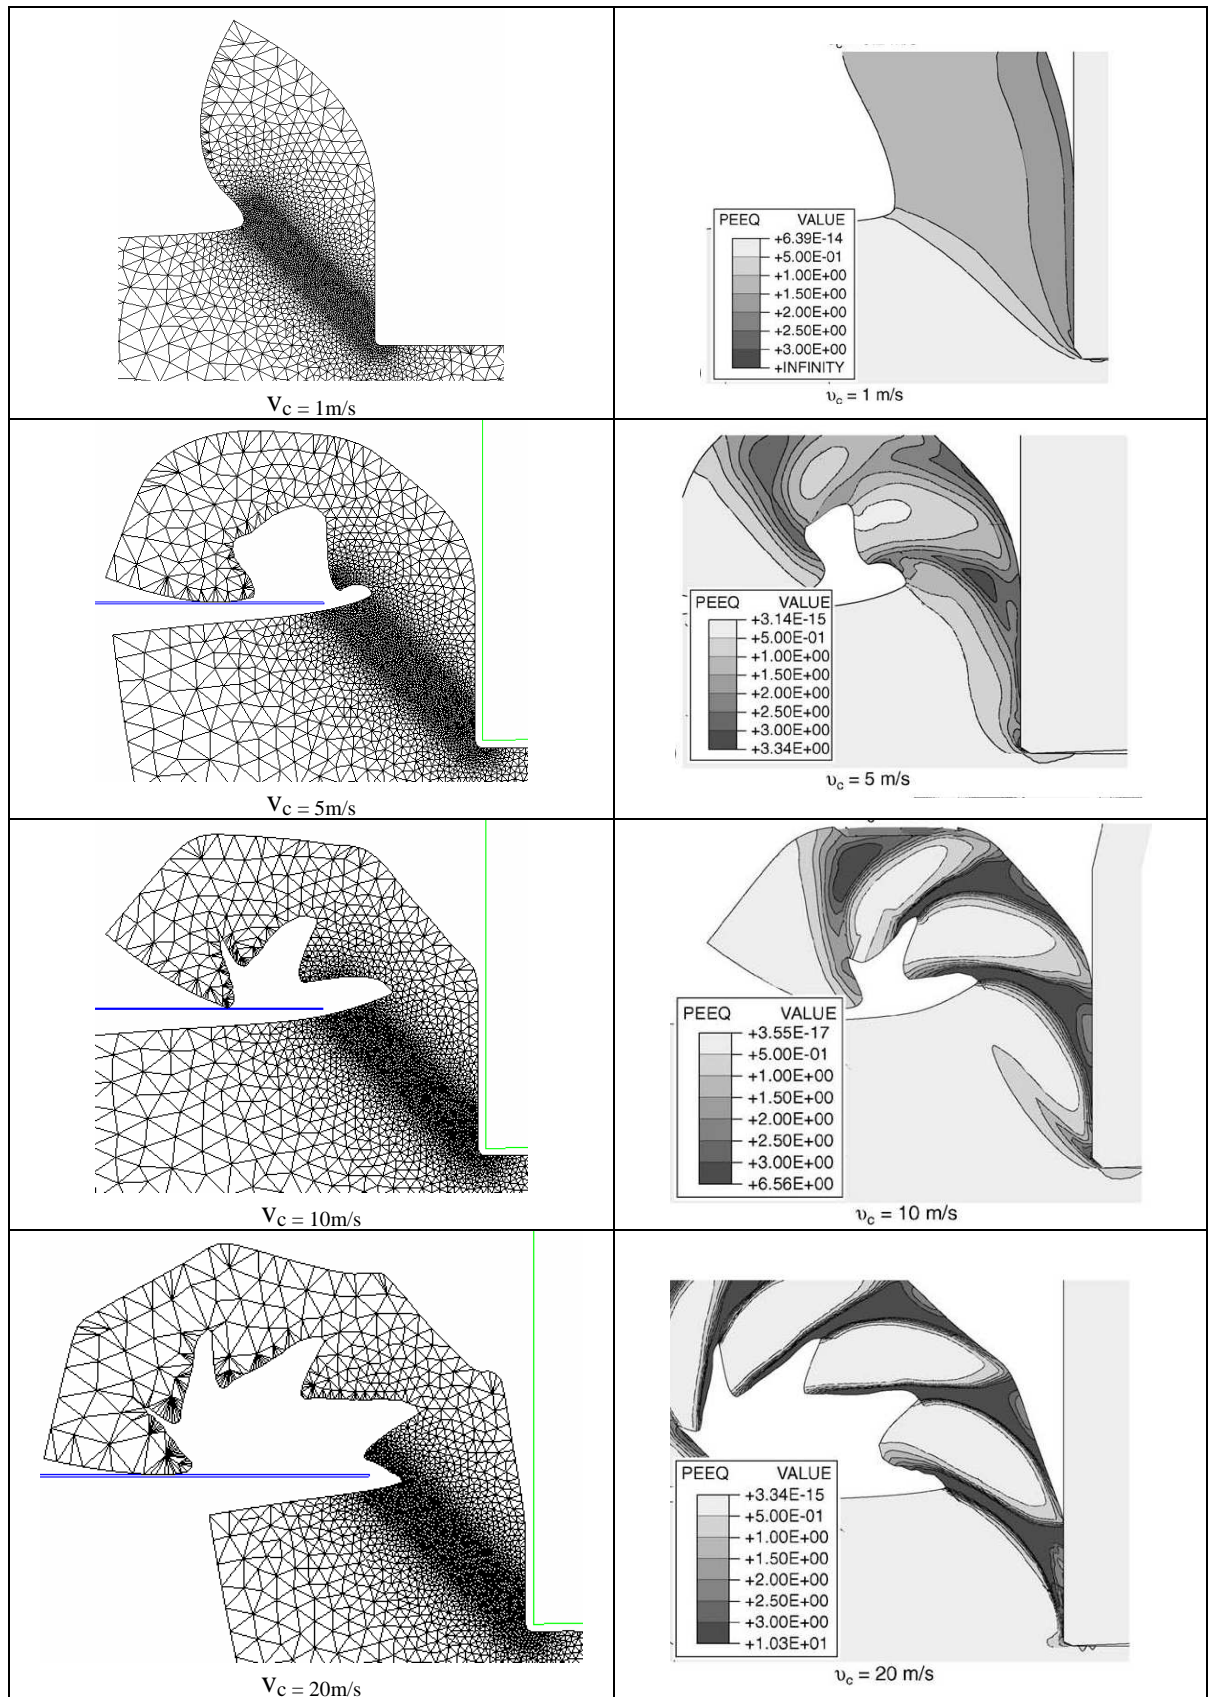 Vc = 1m/s
PEEQ VALUE
+6.39E-14
+5.00E-01
+1.00E+00
+1.50E+00
+2.00E+00
+2.50E+00
+3.00E+00
+INFINITY
υc = 1 m/s
Vc = 5m/s
PEEQ VALUE
+3.14E-15
+5.00E-01
+1.00E+00
+1.50E+00
+2.00E+00
+2.50E+00
+3.00E+00
+3.34E+00
υc = 5 m/s
Vc = 10m/s
PEEQ VALUE
+3.55E-17
+5.00E-01
+1.00E+00
+1.50E+00
+2.00E+00
+2.50E+00
+3.00E+00
+6.56E+00
υc = 10 m/s
Vc = 20m/s
PEEQ VALUE
+3.34E-15
+5.00E-01
+1.00E+00
+1.50E+00
+2.00E+00
+2.50E+00
+3.00E+00
+1.03E+01
υc = 20 m/s